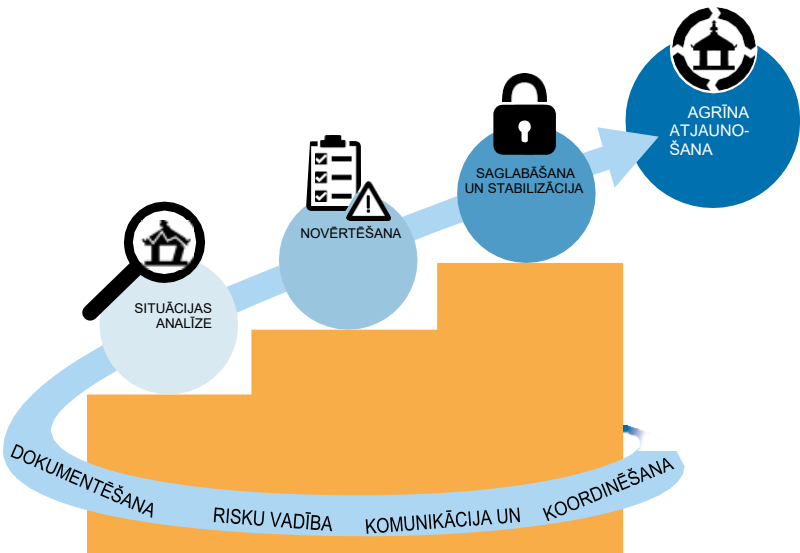 AGRĪNA
ATJAUNO-
ŠANA
SAGLABĀŠANA
UN STABILIZĀCIJA
NOVĒRTĒŠANA
SITUĀCIJAS
ANALĪZE
DOKUMENTĒŠANA
RISKU VADĪBA
KOMUNIKĀCIJA UN
KOORDINĒŠANA